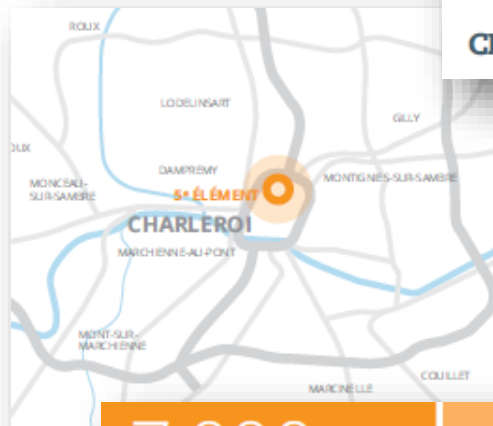 ROUX
LODELINSART
GILLY
DAMPREMY
MONCEAU-
SUR-SAMBRE
MONTIGNIES-SUR-SAMBRE
5e ÉLÉMENT
CHARLEROI
MARCHIENNE-AU-PONT
MONT-SUR-
MARCHIENNE
COUILLET
MARCINELLE